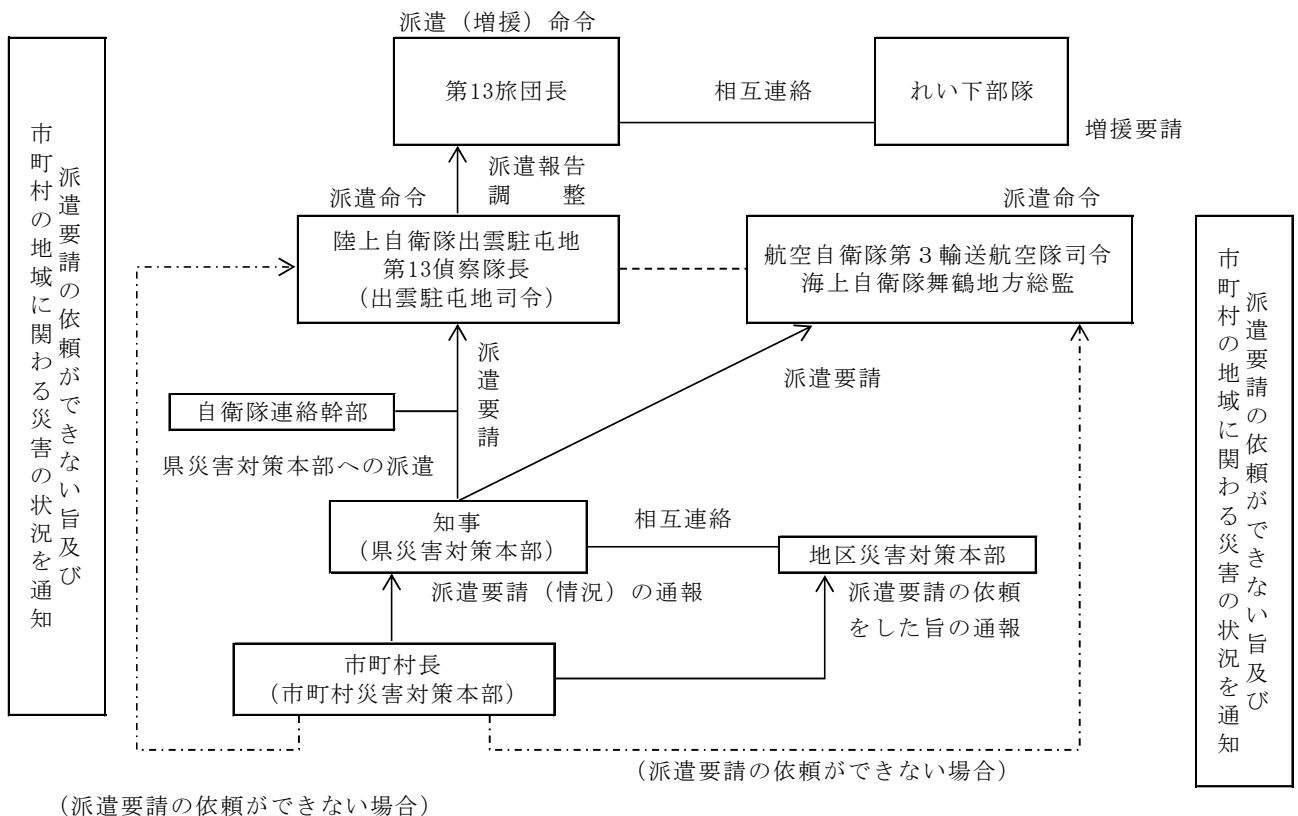 派遣(増援)命令
第13旅団長
相互連絡
れい下部隊
増援要請
派遣要請の依頼ができない旨及び
市町村の地域に関わる災害の状況を通知
派遣報告
調　整
派遣命令
派遣命令
陸上自衛隊出雲駐屯地
第13偵察隊長
(出雲駐屯地司令)
航空自衛隊第3輸送航空隊司令
海上自衛隊舞鶴地方総監
派遣要請の依頼ができない旨及び
市町村の地域に関わる災害の状況を通知
派遣要請
派遣要請
自衛隊連絡幹部
県災害対策本部への派遣
知事
(県災害対策本部)
相互連絡
地区災害対策本部
派遣要請(情況)の通報
派遣要請の依頼
をした旨の通報
市町村長
(市町村災害対策本部)
(派遣要請の依頼ができない場合)
(派遣要請の依頼ができない場合)